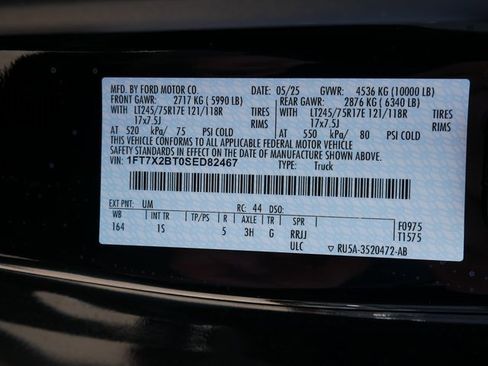 MFD. BY FORD MOTOR CO. DATE: 05/25 GVWR: 4536 KG (10000 LB)
FRONT GAWR: 2717 KG ( 5990 LB) REAR GAWR: 2876 KG ( 6340 LB)
WITH LT245/75R17E 121/118R TIRES WITH LT245/75R17E 121/118R TIRES
17x7.5J RIMS 17x7.5J RIMS
AT 520 kPa/ 75 PSI COLD AT 550 kPa/ 80 PSI COLD
THIS VEHICLE CONFORMS TO ALL APPLICABLE FEDERAL MOTOR VEHICLE
SAFETY STANDARDS IN EFFECT ON THE DATE OF MANUFACTURE SHOWN ABOVE.
VIN: 1FT7X2BT0SED82467 TYPE: Truck
EXT PNT: UM RC: 44 DSO:
WB INT TR TP/PS R AXLE TR SPR F0975
164 1S 5 3H G RRJJ T1575
ULC ▽ RU5A-3520472-AB